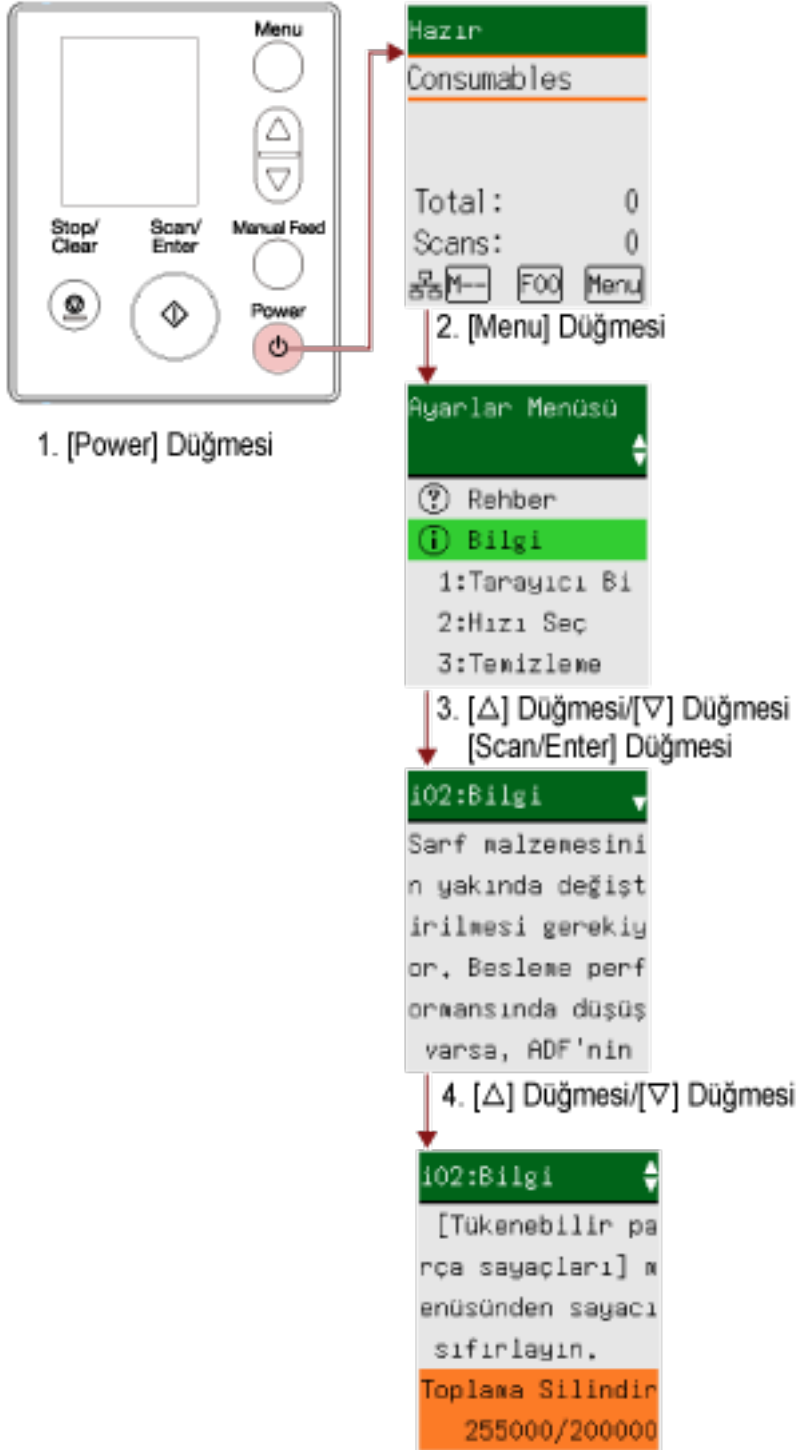 Menu
Stop/
Clear
Scan/
Enter
Manual Feed
Power
1. [Power] Düğmesi
Hazır
Consumables
Total: 0
Scans: 0
M-- F00 Menu
2. [Menu] Düğmesi
Ayarlar Menüsü
Rehber
Bilgi
1:Tarayıcı Bi
2:Hızı Seç
3:Temizleme
3. [△] Düğmesi/[▽] Düğmesi
[Scan/Enter] Düğmesi
i02:Bilgi
Sarf malzemesini
n yakında değişt
irilmesi gerekiy
or. Besleme perf
ormansında düşüş
varsa, ADF'nin
4. [△] Düğmesi/[▽] Düğmesi
i02:Bilgi
[Tükenebilir pa
rça sayaçları] m
enüsünden sayacı
sıfırlayın.
Toplama Silindir
255000/200000